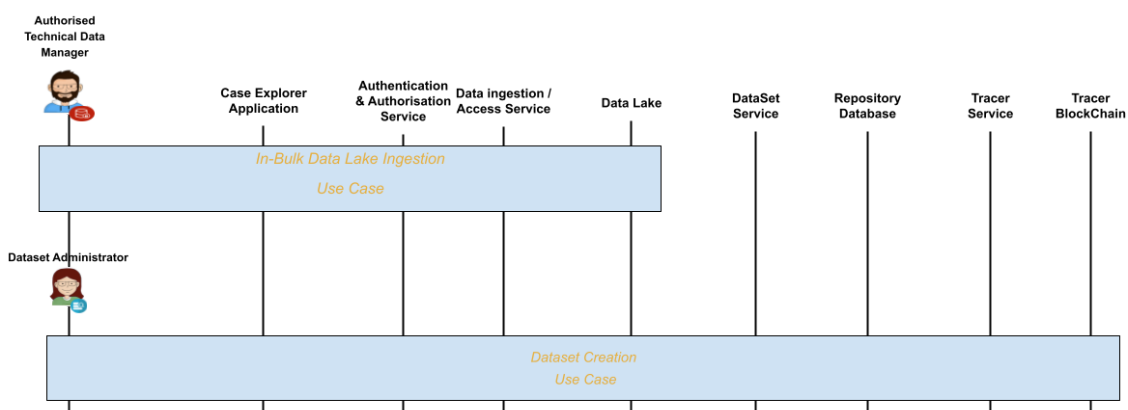 Authorised
Technical Data
Manager
Case Explorer
Application
Authentication
& Authorisation
Service
Data ingestion /
Access Service
Data Lake
DataSet
Service
Repository
Database
Tracer
Service
Tracer
BlockChain
In-Bulk Data Lake Ingestion
Use Case
Dataset Administrator
Dataset Creation
Use Case